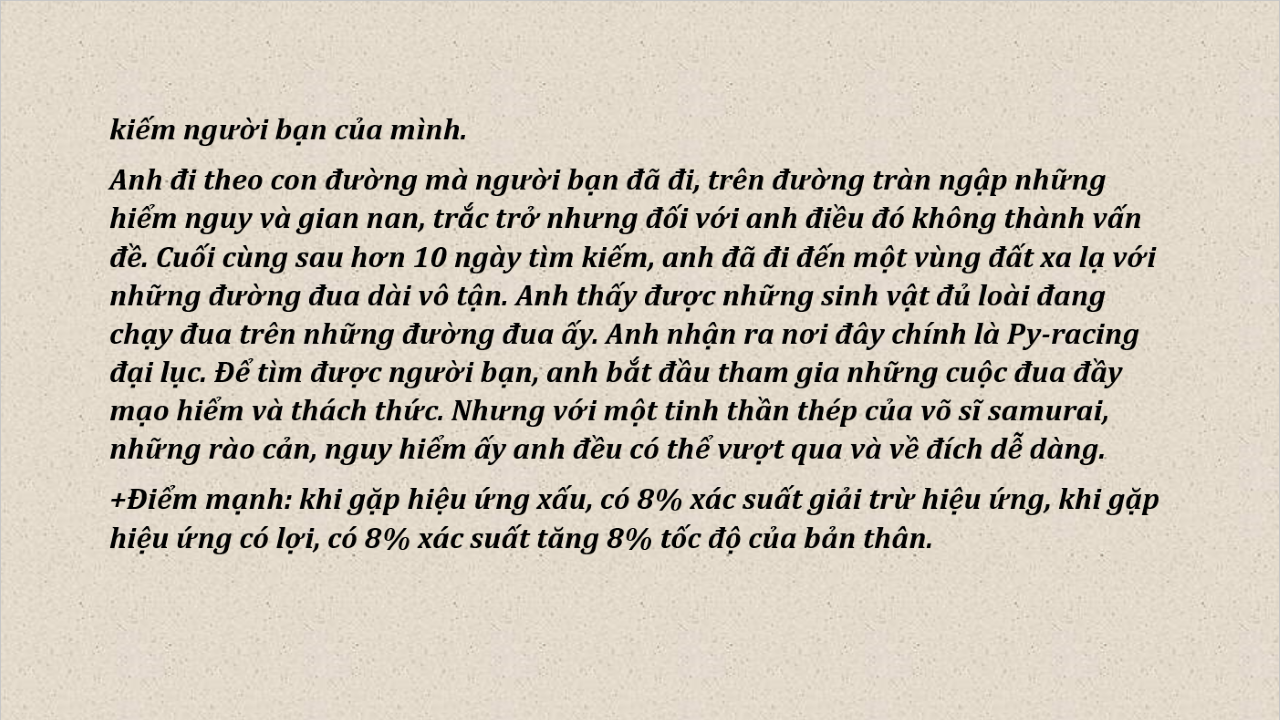 kiếm người bạn của mình.
Anh đi theo con đường mà người bạn đã đi, trên đường tràn ngập những
hiểm nguy và gian nan, trắc trở nhưng đối với anh điều đó không thành vấn
đề. Cuối cùng sau hơn 10 ngày tìm kiếm, anh đã đi đến một vùng đất xa lạ với
những đường đua dài vô tận. Anh thấy được những sinh vật đủ loài đang
chạy đua trên những đường đua ấy. Anh nhận ra nơi đây chính là Py-racing
đại lục. Để tìm được người bạn, anh bắt đầu tham gia những cuộc đua đầy
mạo hiểm và thách thức. Nhưng với một tinh thần thép của võ sĩ samurai,
những rào cản, nguy hiểm ấy anh đều có thể vượt qua và về đích dễ dàng.
+Điểm mạnh: khi gặp hiệu ứng xấu, có 8% xác suất giải trừ hiệu ứng, khi gặp
hiệu ứng có lợi, có 8% xác suất tăng 8% tốc độ của bản thân.